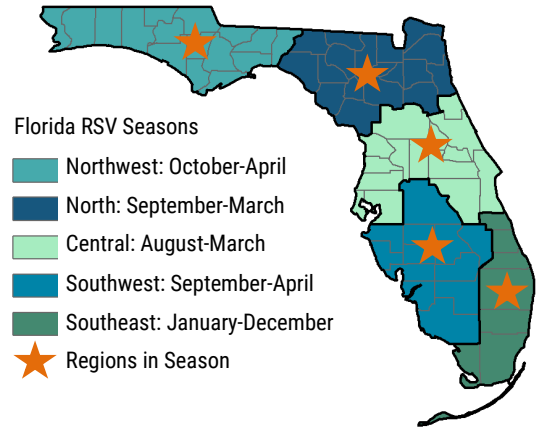 Florida RSV Seasons
Northwest: October-April
North: September-March
Central: August-March
Southwest: September-April
Southeast: January-December
Regions in Season